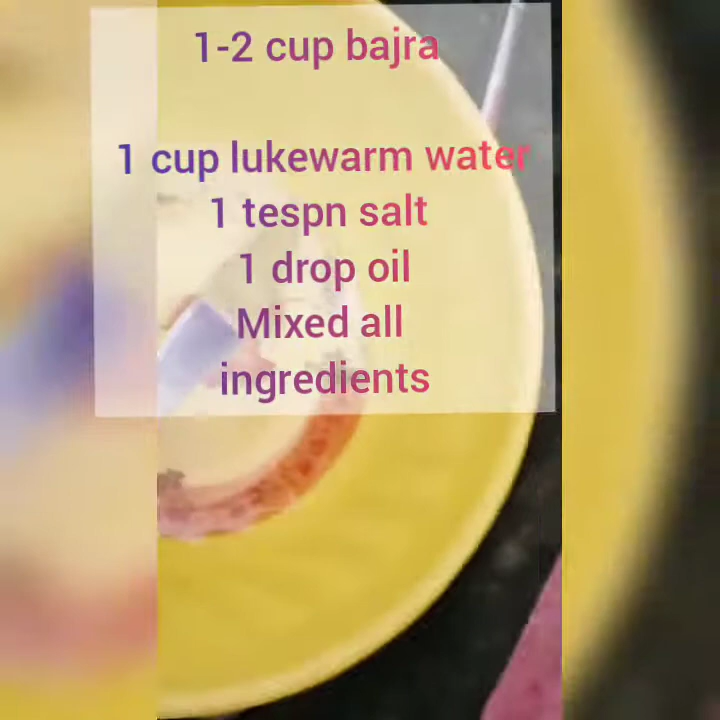 1-2 cup bajra
1 cup lukewarm water
1 tespn salt
1 drop oil
Mixed all
ingredients